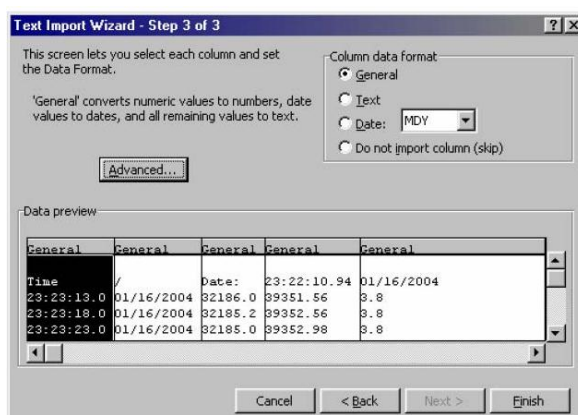 Text Import Wizard - Step 3 of 3
This screen lets you select each column and set
the Data Format.
'General' converts numeric values to numbers, date
values to dates, and all remaining values to text.
Advanced...
Column data format
General
Text
Date: MDY
Do not import column (skip)
Data preview
General General General General General
Time / Date: 23:22:10.94 01/16/2004
23:23:13.0 01/16/2004 32186.0 39351.56 3.8
23:23:18.0 01/16/2004 32185.2 39352.56 3.8
23:23:23.0 01/16/2004 32185.0 39352.98 3.8
Cancel < Back Next > Finish